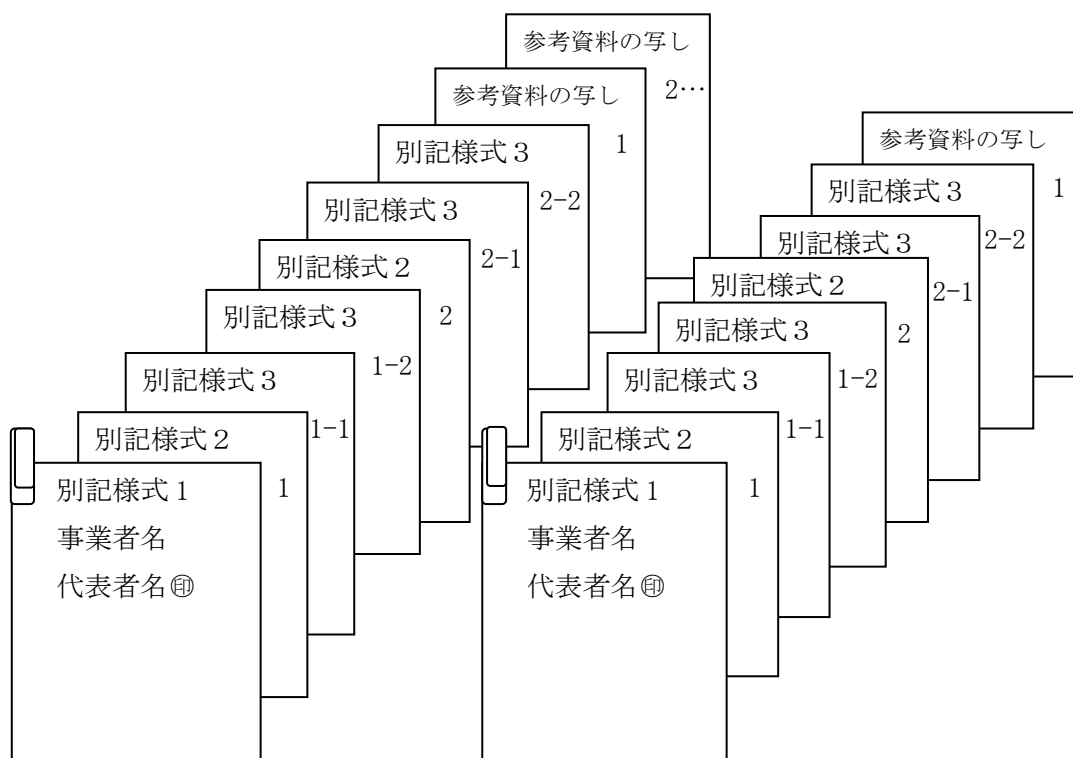 参考資料の写し
2…
参考資料の写し
1
別記様式3
2-2
別記様式3
2-1
別記様式2
2
別記様式3
1-2
別記様式3
1-1
別記様式2
1
別記様式1
事業者名
代表者名㊞
参考資料の写し
1
別記様式3
2-2
別記様式3
2-1
別記様式2
2
別記様式3
1-2
別記様式3
1-1
別記様式2
1
別記様式1
事業者名
代表者名㊞